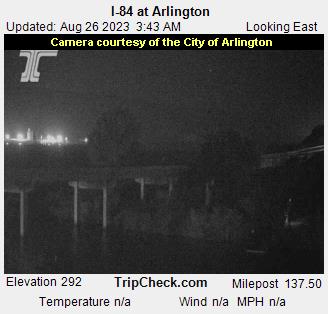 I-84 at Arlington
Updated: Aug 26 2023 3:43 AM Looking East
Camera courtesy of the City of Arlington
Elevation 292 TripCheck.com Milepost 137.50
Temperature n/a Wind n/a MPH n/a